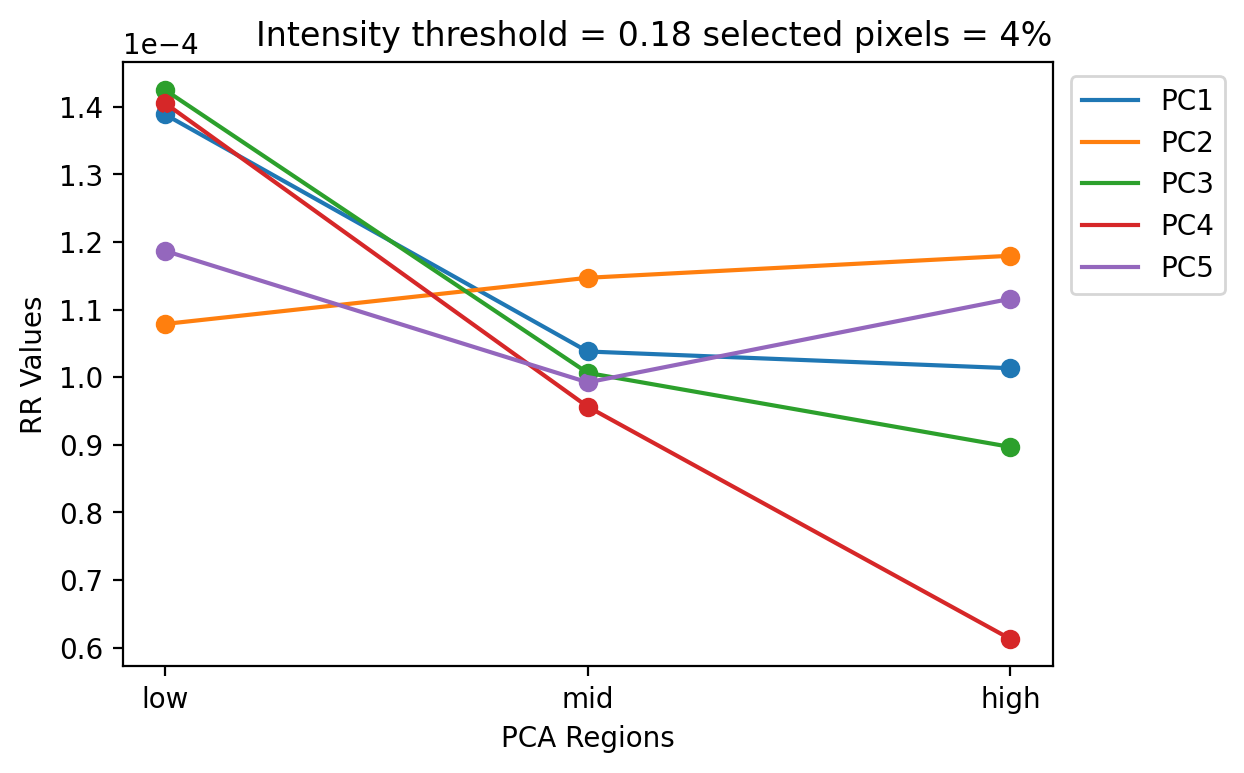 Intensity threshold = 0.18 selected pixels = 4%
1e−4
1.4
1.3
1.2
1.1
1.0
0.9
0.8
0.7
0.6
RR Values
low mid high
PCA Regions
PC1
PC2
PC3
PC4
PC5